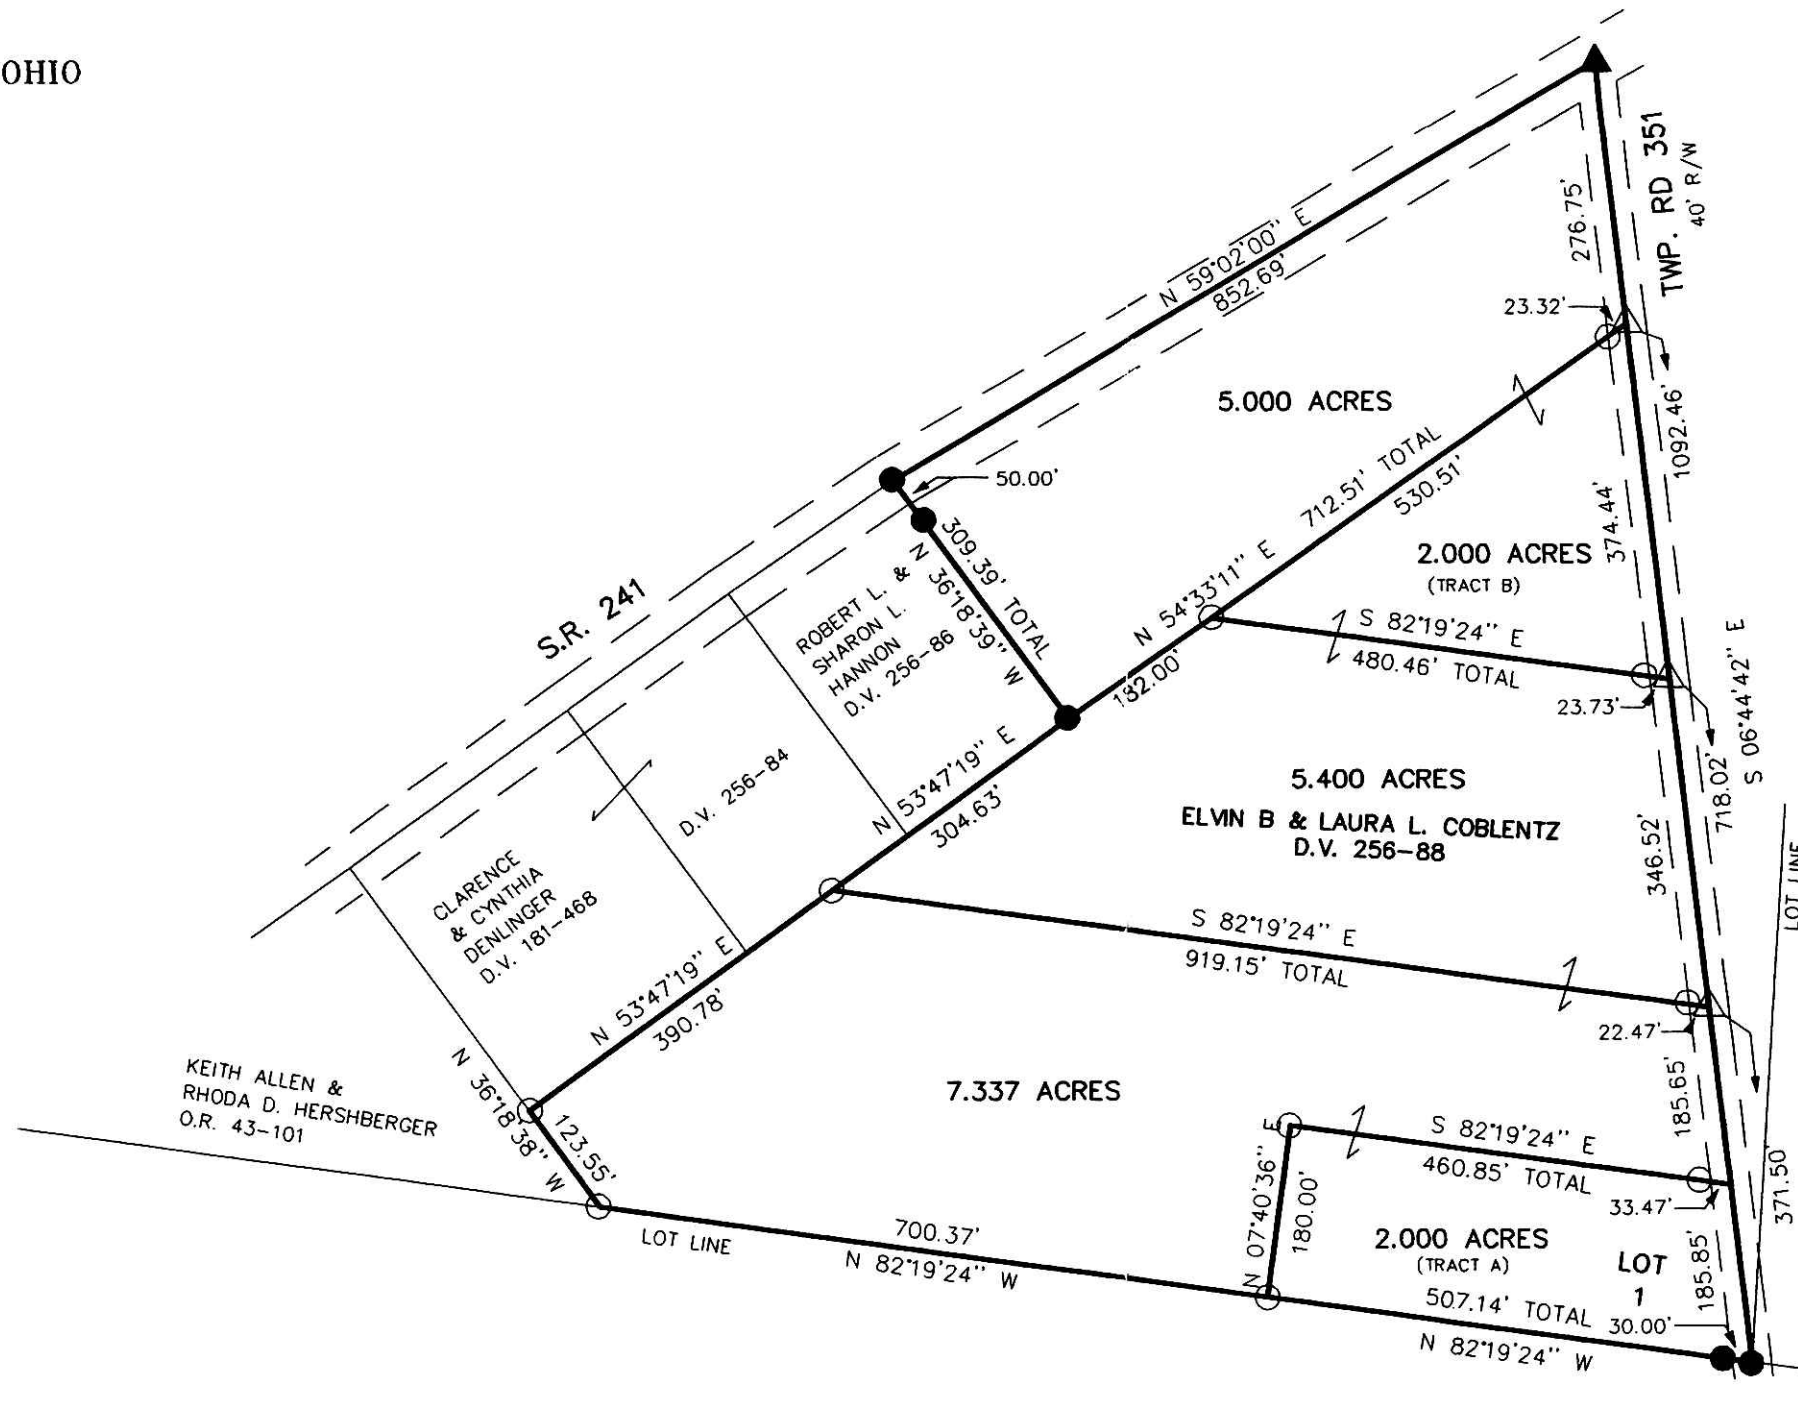 OHIO
TWP. RD 351
40' R/W
276.75'
N 59°02'00" E
852.69'
23.32'
5.000 ACRES
1092.46'
712.51' TOTAL
530.51'
50.00'
309.39' TOTAL
N 36°18'39" W
374.44'
2.000 ACRES
(TRACT B)
N 54°33'11" E
132.00'
S 82°19'24" E
480.46' TOTAL
23.73'
S.R. 241
ROBERT L. &
SHARON L.
HANNON
D.V. 256-86
S 06°44'42" E
718.02'
N 53°47'19" E
304.63'
5.400 ACRES
ELVIN B & LAURA L. COBLENTZ
D.V. 256-88
346.52'
D.V. 256-84
LOT LINE
CLARENCE
& CYNTHIA
DENLINGER
D.V. 181-468
S 82°19'24" E
919.15' TOTAL
N 53°47'19" E
390.78'
22.47'
KEITH ALLEN &
RHODA D. HERSHBERGER
O.R. 43-101
N 36°18'38" W
123.55'
7.337 ACRES
185.65'
S 82°19'24" E
460.85' TOTAL
33.47'
371.50'
N 07°40'36" E
180.00'
LOT LINE
700.37'
N 82°19'24" W
2.000 ACRES
(TRACT A)
LOT
1
185.85'
507.14' TOTAL
30.00'
N 82°19'24" W